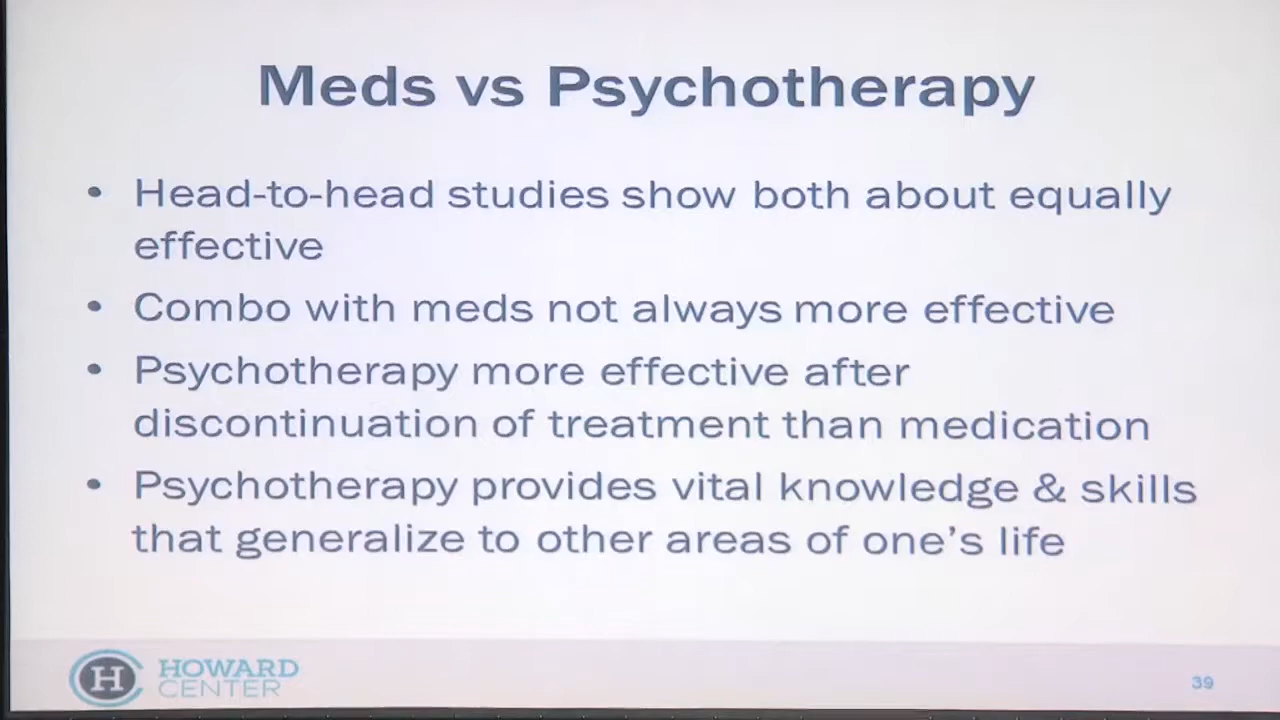 Meds vs Psychotherapy
• Head-to-head studies show both about equally
effective
• Combo with meds not always more effective
• Psychotherapy more effective after
discontinuation of treatment than medication
• Psychotherapy provides vital knowledge & skills
that generalize to other areas of one's life
H HOWARD
CENTER
39